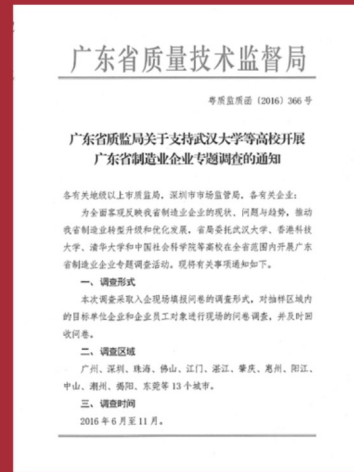 广东省质量技术监督局
粤质监质函〔2016〕366号
广东省质监局关于支持武汉大学等高校开展
广东省制造业企业专题调查的通知
各有关地级以上市质监局，深圳市市场监管局，各有关企业：
为全面客观反映我省制造业企业的现状、问题与趋势，推动
我省制造业转型升级和优化发展，省局委托武汉大学、香港科技
大学、清华大学和中国社会科学院等高校在全省范围内开展广东
省制造业企业专题调查活动。现将有关事项通知如下。
一、调查形式
本次调查采取入企现场填报问卷的调查形式，对抽样区域内
的目标单位企业和企业员工对象进行现场的问卷调查，并及时回
收问卷。
二、调查区域
广州、深圳、珠海、佛山、江门、湛江、肇庆、惠州、阳江、
中山、潮州、揭阳、东莞等13个城市。
三、调查时间
2016年6月至11月。